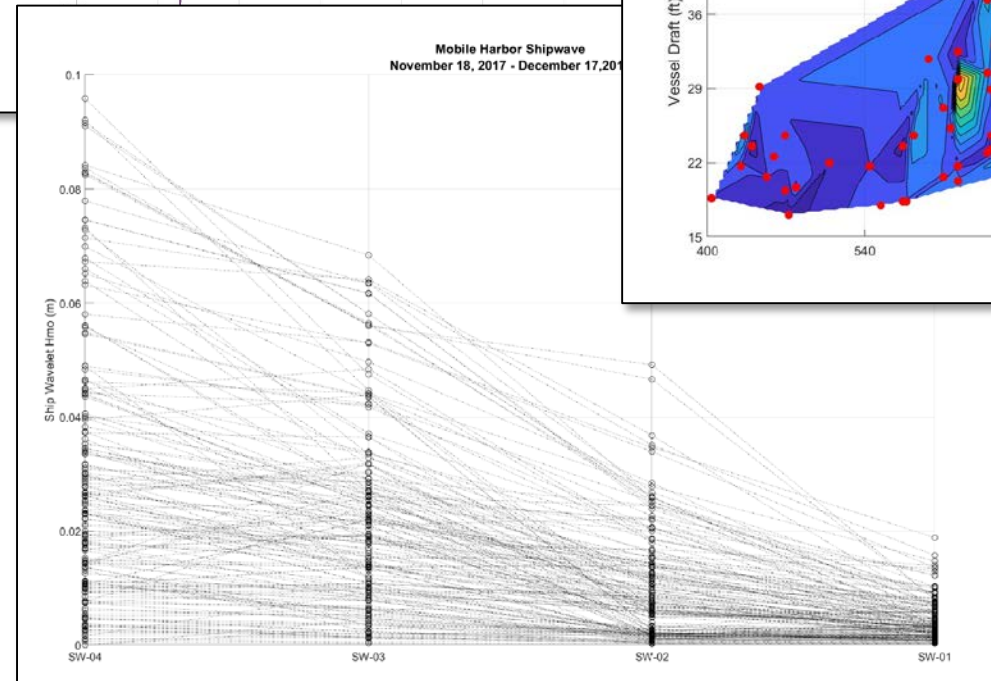 Mobile Harbor Shipwave
November 18, 2017 - December 17,201
Ship Wavelet Hmo (m)
0.1
0.08
0.06
0.04
0.02
0
SW-04
SW-03
SW-02
SW-01
Vessel Draft (ft)
36
29
22
15
400
540